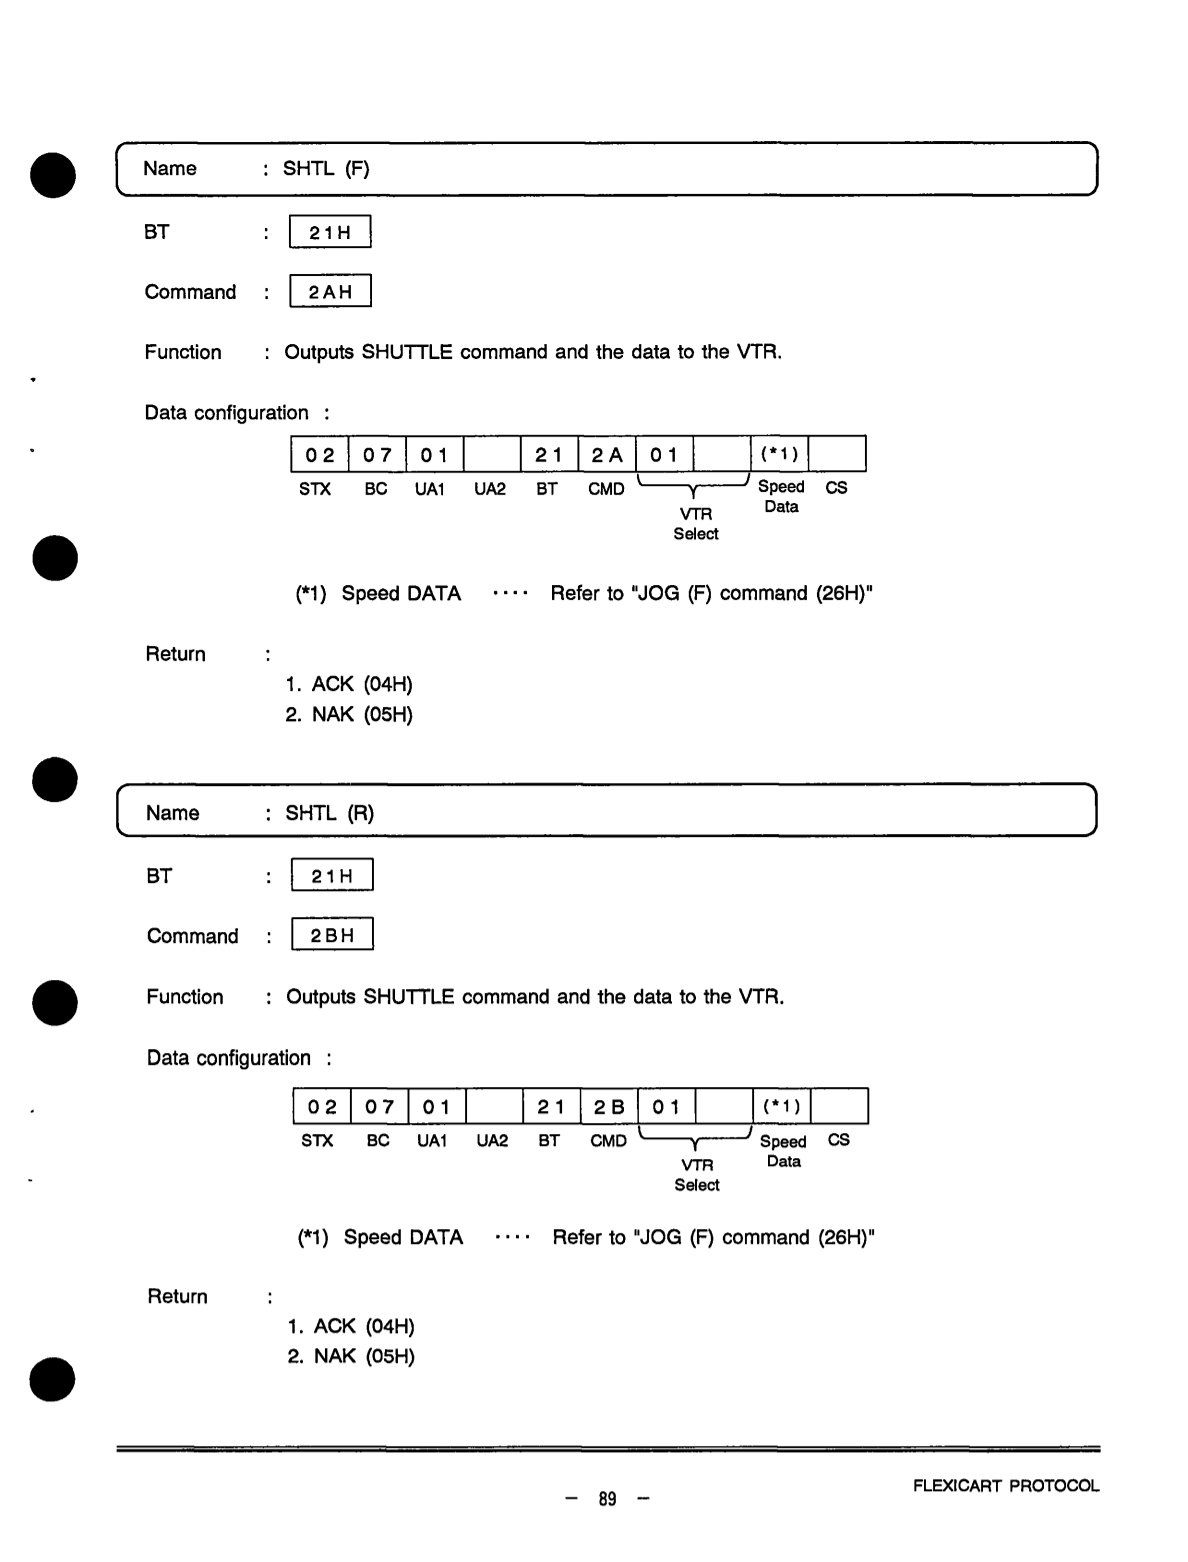 Name : SHTL (F)
BT : 21H
Command : 2AH
Function : Outputs SHUTTLE command and the data to the VTR.
Data configuration :
02 07 01 21 2A 01 (*1)
STX BC UA1 UA2 BT CMD VTR Select Speed Data CS
(*1) Speed DATA ···· Refer to "JOG (F) command (26H)"
Return :
1. ACK (04H)
2. NAK (05H)
Name : SHTL (R)
BT : 21H
Command : 2BH
Function : Outputs SHUTTLE command and the data to the VTR.
Data configuration :
02 07 01 21 2B 01 (*1)
STX BC UA1 UA2 BT CMD VTR Select Speed Data CS
(*1) Speed DATA ···· Refer to "JOG (F) command (26H)"
Return :
1. ACK (04H)
2. NAK (05H)
FLEXICART PROTOCOL
– 89 –